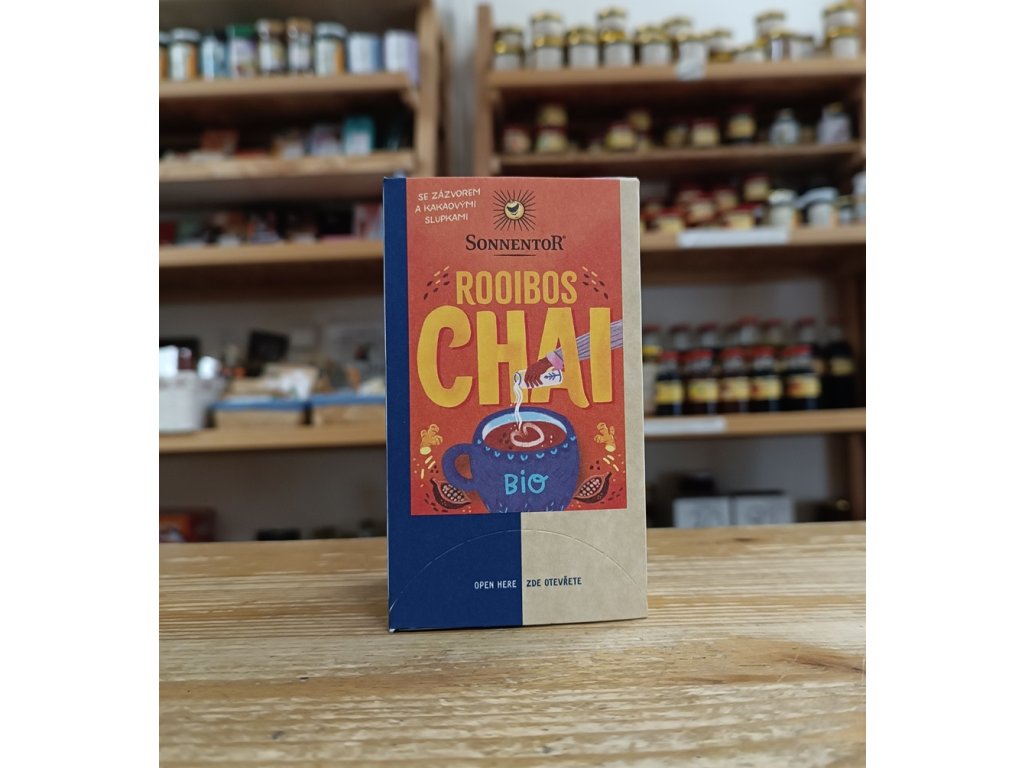 SE ZÁZVOREM
A KAKAOVÝMI
SLUPKAMI
SONNENTOR®
ROOIBOS
CHAI
BIO
OPEN HERE ZDE OTEVŘETE